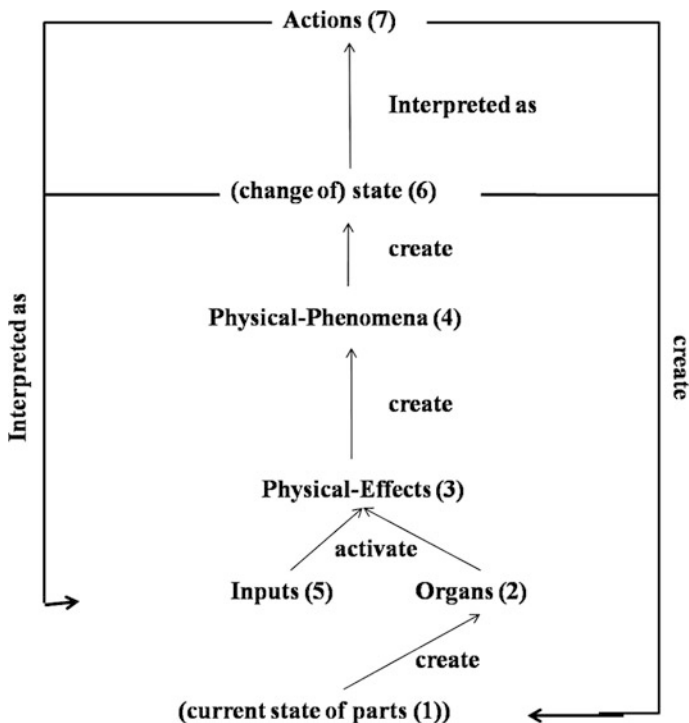 Actions (7)
Interpreted as
(change of) state (6)
create
Physical-Phenomena (4)
Interpreted as
create
create
Physical-Effects (3)
activate
Inputs (5)
Organs (2)
create
(current state of parts (1))